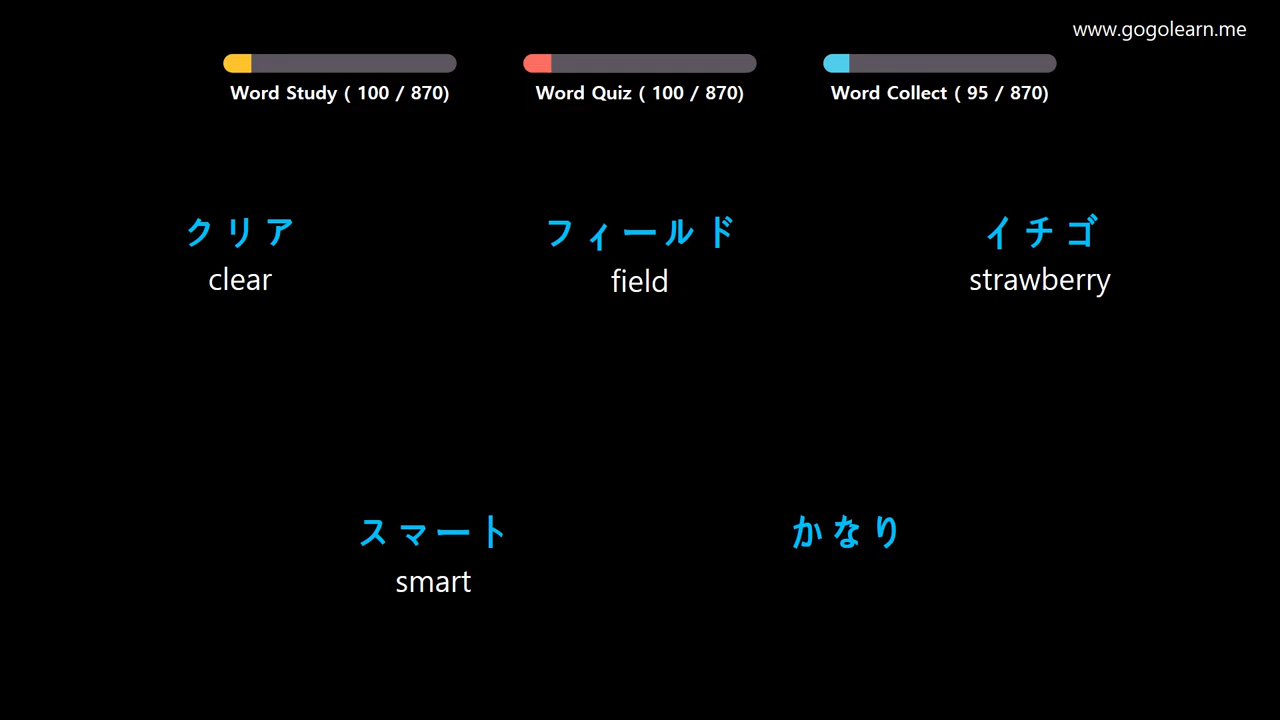 www.gogolearn.me
Word Study ( 100 / 870)
Word Quiz ( 100 / 870)
Word Collect ( 95 / 870)
クリア
clear
フィールド
field
イチゴ
strawberry
スマート
smart
かなり